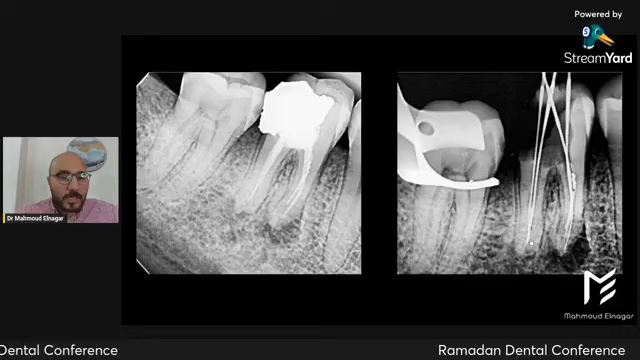 Powered by
S
StreamYard
Dr Mahmoud Elnagar
Mahmoud Elnagar
Dental Conference
Ramadan Dental Conference